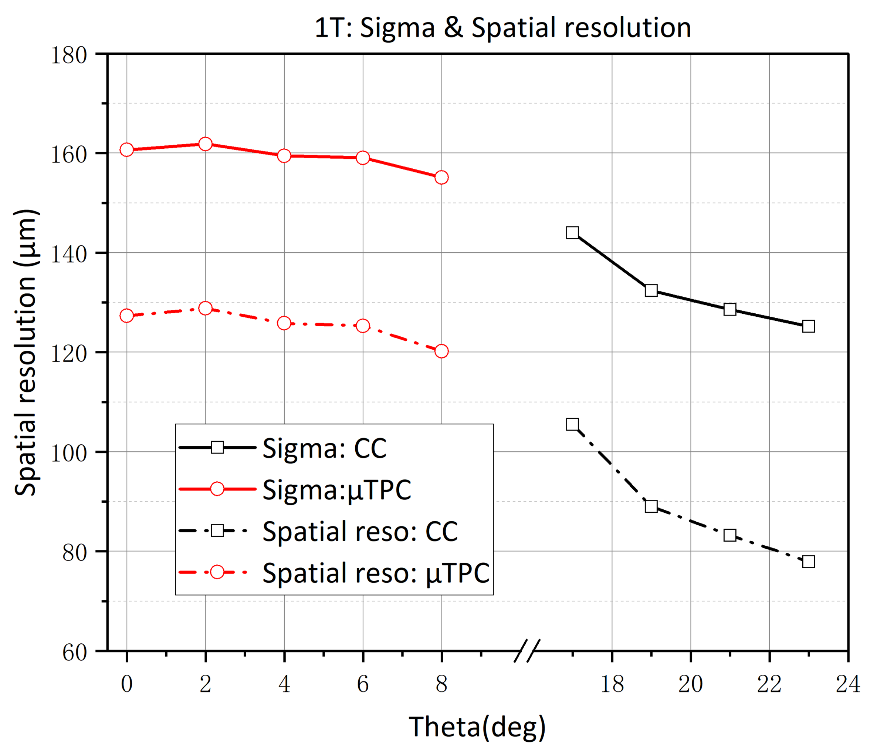 1T: Sigma & Spatial resolution
Spatial resolution (μm)
180
160
140
120
100
80
60
Sigma: CC
Sigma:μTPC
Spatial reso: CC
Spatial reso: μTPC
0 2 4 6 8 18 20 22 24
Theta(deg)